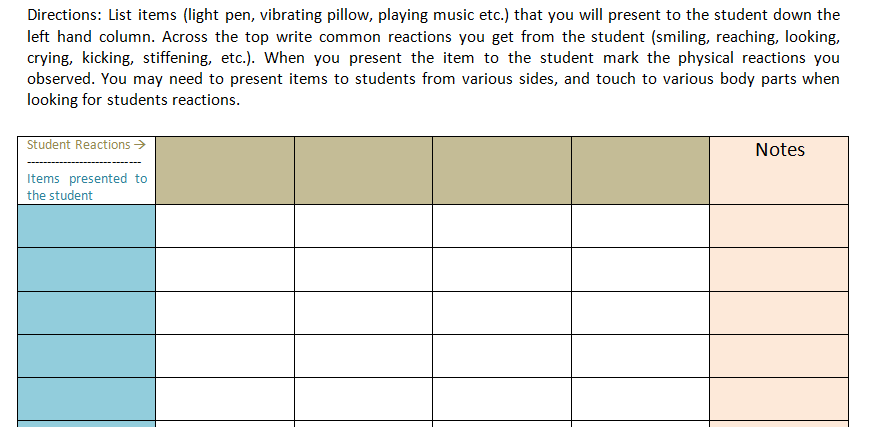 Directions: List items (light pen, vibrating pillow, playing music etc.) that you will present to the student down the
left hand column. Across the top write common reactions you get from the student (smiling, reaching, looking,
crying, kicking, stiffening, etc.). When you present the item to the student mark the physical reactions you
observed. You may need to present items to students from various sides, and touch to various body parts when
looking for students reactions.
Student Reactions →
----------------------------
Items presented to
the student
Notes